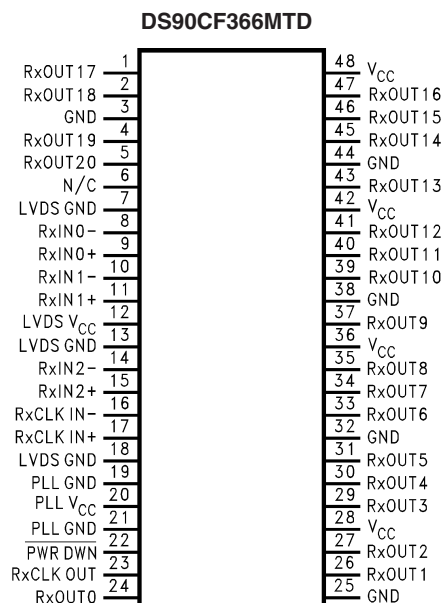 DS90CF366MTD
RxOUT17 1
RxOUT18 2
GND 3
RxOUT19 4
RxOUT20 5
N/C 6
LVDS GND 7
RxIN0- 8
RxIN0+ 9
RxIN1- 10
RxIN1+ 11
LVDS VCC 12
LVDS GND 13
RxIN2- 14
RxIN2+ 15
RxCLK IN- 16
RxCLK IN+ 17
LVDS GND 18
PLL GND 19
PLL VCC 20
PLL GND 21
PWR DWN 22
RxCLK OUT 23
RxOUT0 24
48 VCC
47 RxOUT16
46 RxOUT15
45 RxOUT14
44 GND
43 RxOUT13
42 VCC
41 RxOUT12
40 RxOUT11
39 RxOUT10
38 GND
37 RxOUT9
36 VCC
35 RxOUT8
34 RxOUT7
33 RxOUT6
32 GND
31 RxOUT5
30 RxOUT4
29 RxOUT3
28 VCC
27 RxOUT2
26 RxOUT1
25 GND